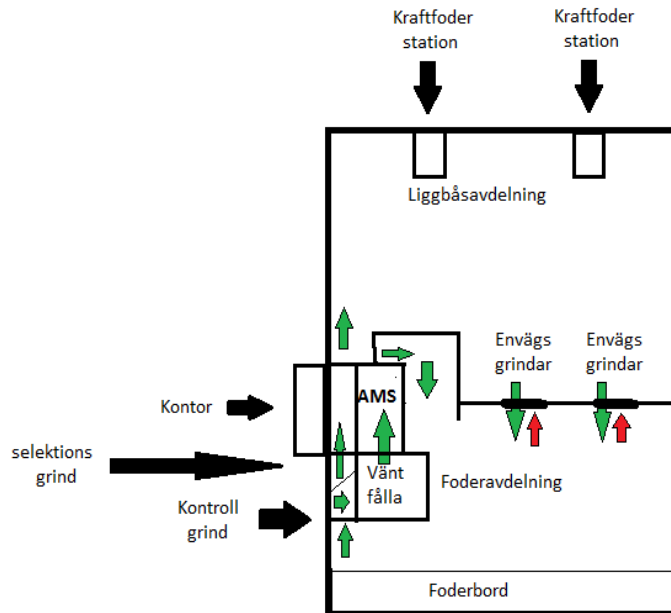 Kraftfoder
station
Kraftfoder
station
Liggbåsavdelning
Envägs
grindar
Envägs
grindar
AMS
Kontor
selektions
grind
Vänt
fålla
Foderavdelning
Kontroll
grind
Foderbord